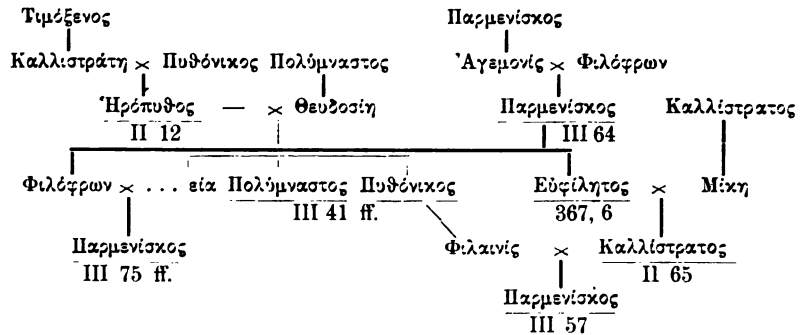 Τιμόξενος Παρμενίσκος
Καλλιστράτη × Πυθόνικος Πολύμναστος Ἁγεμονίς × Φιλόφρων
Ἡρόπυθος — × Θευδοσίη Παρμενίσκος Καλλίστρατος
II 12 III 64
Φιλόφρων × ... εία Πολύμναστος Πυθόνικος Εὐφίλητος × Μίκη
III 41 ff. 367, 6
Παρμενίσκος Φιλαινίς × Καλλίστρατος
III 75 ff. II 65
Παρμενίσκος
III 57